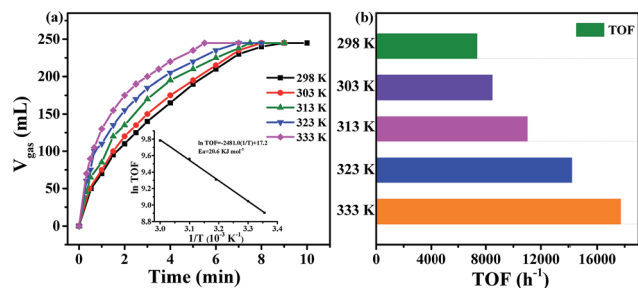 (a)
V_gas (mL)
250
200
150
100
50
0
0
2
4
6
8
10
Time (min)
298 K
303 K
313 K
323 K
333 K
ln TOF=-2481.0(1/T)+17.2
Ea=20.6 KJ mol⁻¹
ln TOF
9.8
9.6
9.4
9.2
9.0
8.8
3.0
3.1
3.2
3.3
3.4
1/T (10⁻³ K⁻¹)
(b)
TOF
298 K
303 K
313 K
323 K
333 K
0
4000
8000
12000
16000
TOF (h⁻¹)